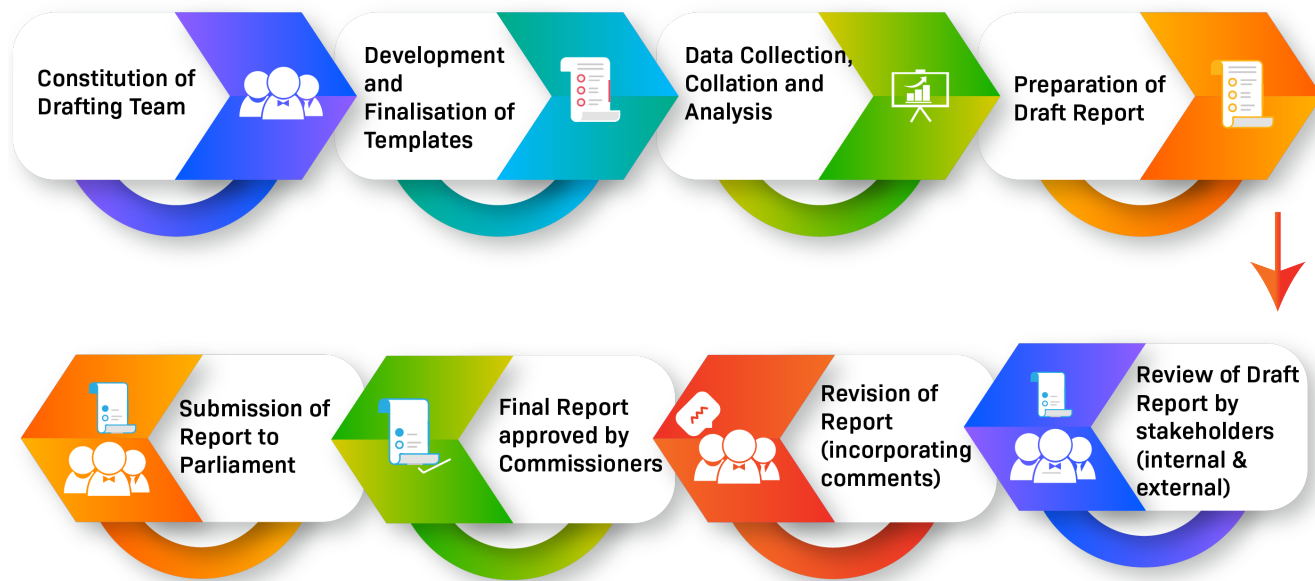 Constitution of
Drafting Team
Development
and
Finalisation of
Templates
Data Collection,
Collation and
Analysis
Preparation of
Draft Report
Review of Draft
Report by
stakeholders
(internal &
external)
Revision of
Report
(incorporating
comments)
Final Report
approved by
Commissioners
Submission of
Report to
Parliament